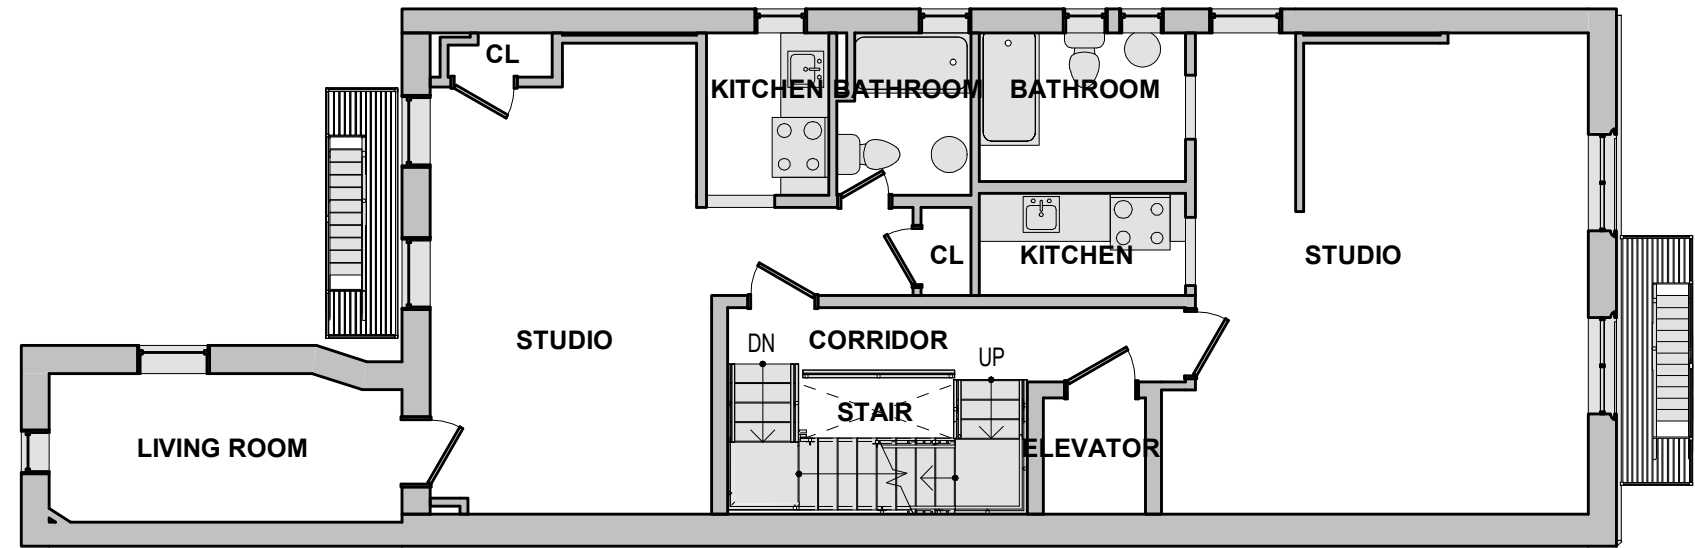 CL
KITCHEN
BATHROOM
BATHROOM
CL
KITCHEN
STUDIO
STUDIO
DN
CORRIDOR
UP
STAIR
LIVING ROOM
ELEVATOR